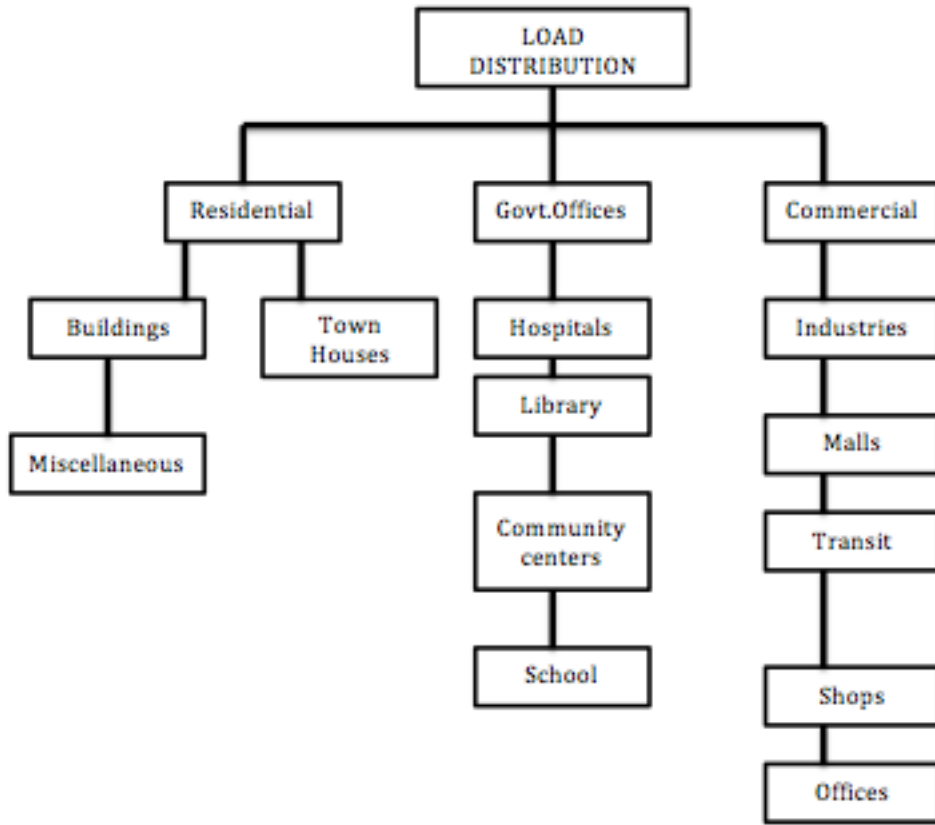 LOAD
DISTRIBUTION
Residential
Govt.Offices
Commercial
Buildings
Town
Houses
Hospitals
Industries
Library
Malls
Miscellaneous
Community
centers
Transit
School
Shops
Offices